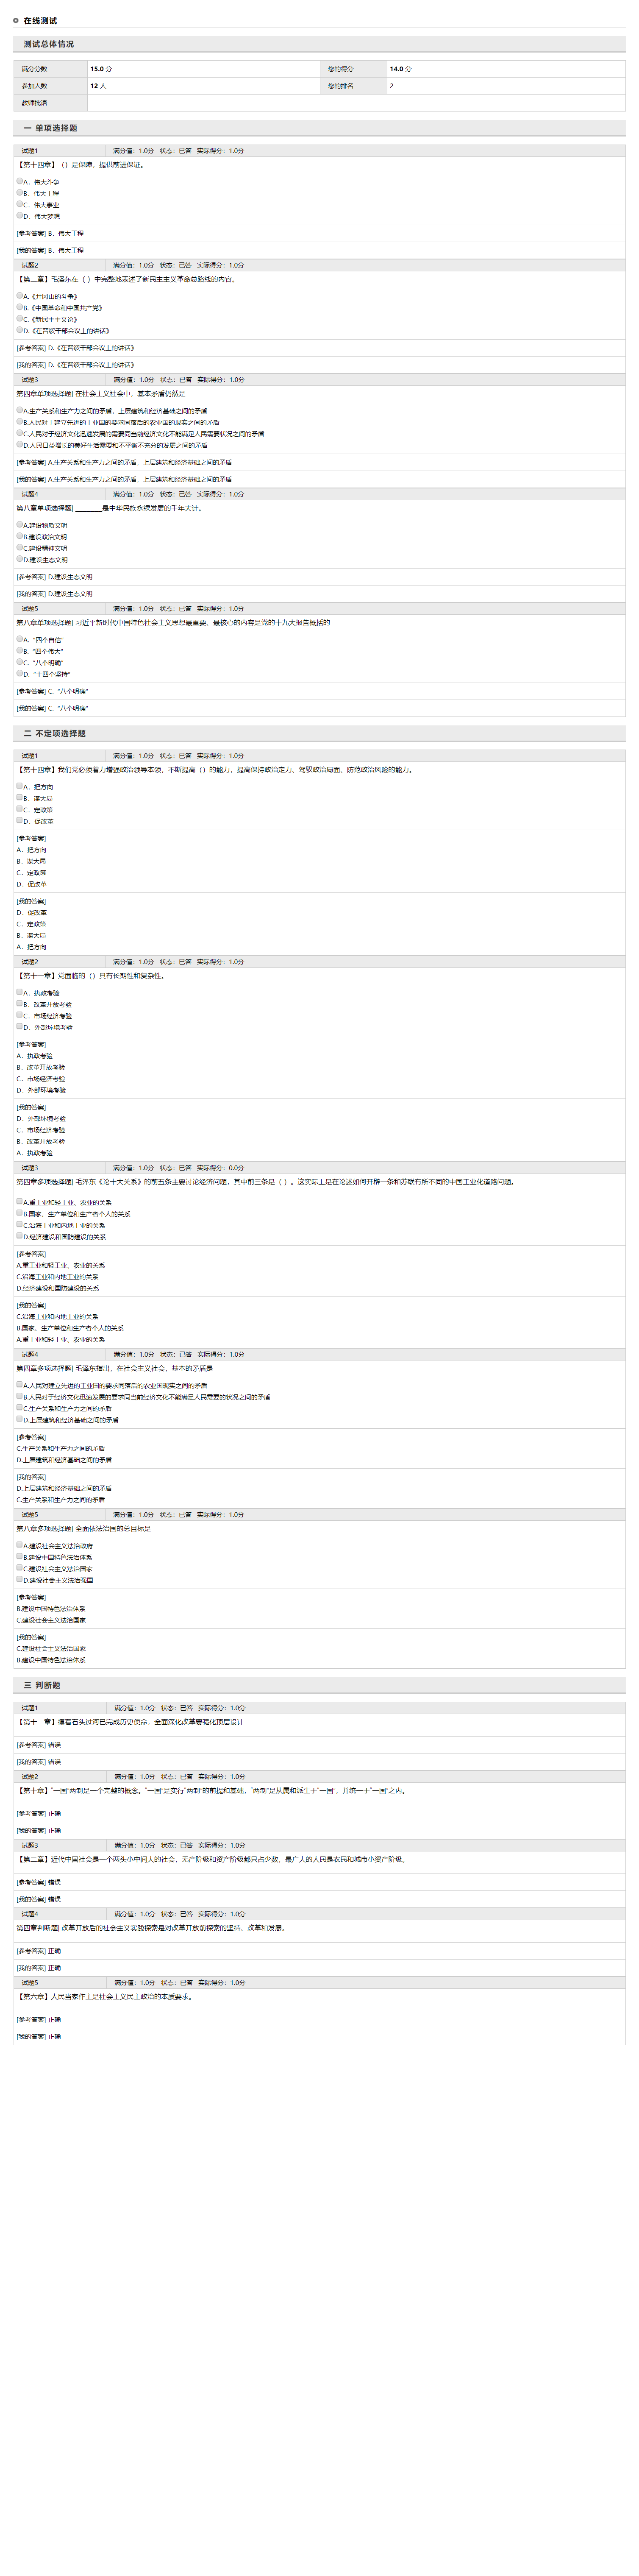 在线测试
测试总体情况
满分分数 15.0 分 您的得分 14.0 分
参加人数 12 人 您的排名 2
教师批语
一 单项选择题
试题1 满分值：1.0分 状态：已答 实际得分：1.0分
【第十四章】（）是保障，提供前进保证。
A．伟大斗争
B．伟大工程
C．伟大事业
D．伟大梦想
[参考答案] B．伟大工程
[我的答案] B．伟大工程
试题2 满分值：1.0分 状态：已答 实际得分：1.0分
【第二章】毛泽东在（ ）中完整地表述了新民主主义革命总路线的内容。
A.《井冈山的斗争》
B.《中国革命和中国共产党》
C.《新民主主义论》
D.《在晋绥干部会议上的讲话》
[参考答案] D.《在晋绥干部会议上的讲话》
[我的答案] D.《在晋绥干部会议上的讲话》
试题3 满分值：1.0分 状态：已答 实际得分：1.0分
第四章单项选择题| 在社会主义社会中，基本矛盾仍然是
A.生产关系和生产力之间的矛盾，上层建筑和经济基础之间的矛盾
B.人民对于建立先进的工业国的要求同落后的农业国的现实之间的矛盾
C.人民对于经济文化迅速发展的需要同当前经济文化不能满足人民需要状况之间的矛盾
D.人民日益增长的美好生活需要和不平衡不充分的发展之间的矛盾
[参考答案] A.生产关系和生产力之间的矛盾，上层建筑和经济基础之间的矛盾
[我的答案] A.生产关系和生产力之间的矛盾，上层建筑和经济基础之间的矛盾
试题4 满分值：1.0分 状态：已答 实际得分：1.0分
第八章单项选择题| ________是中华民族永续发展的千年大计。
A.建设物质文明
B.建设政治文明
C.建设精神文明
D.建设生态文明
[参考答案] D.建设生态文明
[我的答案] D.建设生态文明
试题5 满分值：1.0分 状态：已答 实际得分：1.0分
第八章单项选择题| 习近平新时代中国特色社会主义思想最重要、最核心的内容是党的十九大报告概括的
A. “四个自信”
B. “四个伟大”
C. “八个明确”
D. “十四个坚持”
[参考答案] C. “八个明确”
[我的答案] C. “八个明确”
二 不定项选择题
试题1 满分值：1.0分 状态：已答 实际得分：1.0分
【第十四章】我们党必须着力增强政治领导本领，不断提高（）的能力，提高保持政治定力、驾驭政治局面、防范政治风险的能力。
A．把方向
B．谋大局
C．定政策
D．促改革
[参考答案]
A．把方向
B．谋大局
C．定政策
D．促改革
[我的答案]
D．促改革
C．定政策
B．谋大局
A．把方向
试题2 满分值：1.0分 状态：已答 实际得分：1.0分
【第十一章】党面临的（）具有长期性和复杂性。
A．执政考验
B．改革开放考验
C．市场经济考验
D．外部环境考验
[参考答案]
A．执政考验
B．改革开放考验
C．市场经济考验
D．外部环境考验
[我的答案]
D．外部环境考验
C．市场经济考验
B．改革开放考验
A．执政考验
试题3 满分值：1.0分 状态：已答 实际得分：0.0分
第四章多项选择题| 毛泽东《论十大关系》的前五条主要讨论经济问题，其中前三条是（ ）。这实际上是在论述如何开辟一条和苏联有所不同的中国工业化道路问题。
A.重工业和轻工业、农业的关系
B.国家、生产单位和生产者个人的关系
C.沿海工业和内地工业的关系
D.经济建设和国防建设的关系
[参考答案]
A.重工业和轻工业、农业的关系
C.沿海工业和内地工业的关系
D.经济建设和国防建设的关系
[我的答案]
C.沿海工业和内地工业的关系
B.国家、生产单位和生产者个人的关系
A.重工业和轻工业、农业的关系
试题4 满分值：1.0分 状态：已答 实际得分：1.0分
第四章多项选择题| 毛泽东指出，在社会主义社会，基本的矛盾是
A.人民对建立先进的工业国的要求同落后的农业国现实之间的矛盾
B.人民对于经济文化迅速发展的要求同当前经济文化不能满足人民需要的状况之间的矛盾
C.生产关系和生产力之间的矛盾
D.上层建筑和经济基础之间的矛盾
[参考答案]
C.生产关系和生产力之间的矛盾
D.上层建筑和经济基础之间的矛盾
[我的答案]
D.上层建筑和经济基础之间的矛盾
C.生产关系和生产力之间的矛盾
试题5 满分值：1.0分 状态：已答 实际得分：1.0分
第八章多项选择题| 全面依法治国的总目标是
A.建设社会主义法治政府
B.建设中国特色法治体系
C.建设社会主义法治国家
D.建设社会主义法治强国
[参考答案]
B.建设中国特色法治体系
C.建设社会主义法治国家
[我的答案]
C.建设社会主义法治国家
B.建设中国特色法治体系
三 判断题
试题1 满分值：1.0分 状态：已答 实际得分：1.0分
【第十一章】摸着石头过河已完成历史使命，全面深化改革要强化顶层设计
[参考答案] 错误
[我的答案] 错误
试题2 满分值：1.0分 状态：已答 实际得分：1.0分
【第十章】“一国”两制是一个完整的概念。“一国”是实行“两制”的前提和基础，“两制”是从属和派生于“一国”，并统一于“一国”之内。
[参考答案] 正确
[我的答案] 正确
试题3 满分值：1.0分 状态：已答 实际得分：1.0分
【第二章】近代中国社会是一个两头小中间大的社会，无产阶级和资产阶级都只占少数，最广大的人民是农民和城市小资产阶级。
[参考答案] 错误
[我的答案] 错误
试题4 满分值：1.0分 状态：已答 实际得分：1.0分
第四章判断题| 改革开放后的社会主义实践探索是对改革开放前探索的坚持、改革和发展。
[参考答案] 正确
[我的答案] 正确
试题5 满分值：1.0分 状态：已答 实际得分：1.0分
【第六章】人民当家作主是社会主义民主政治的本质要求。
[参考答案] 正确
[我的答案] 正确